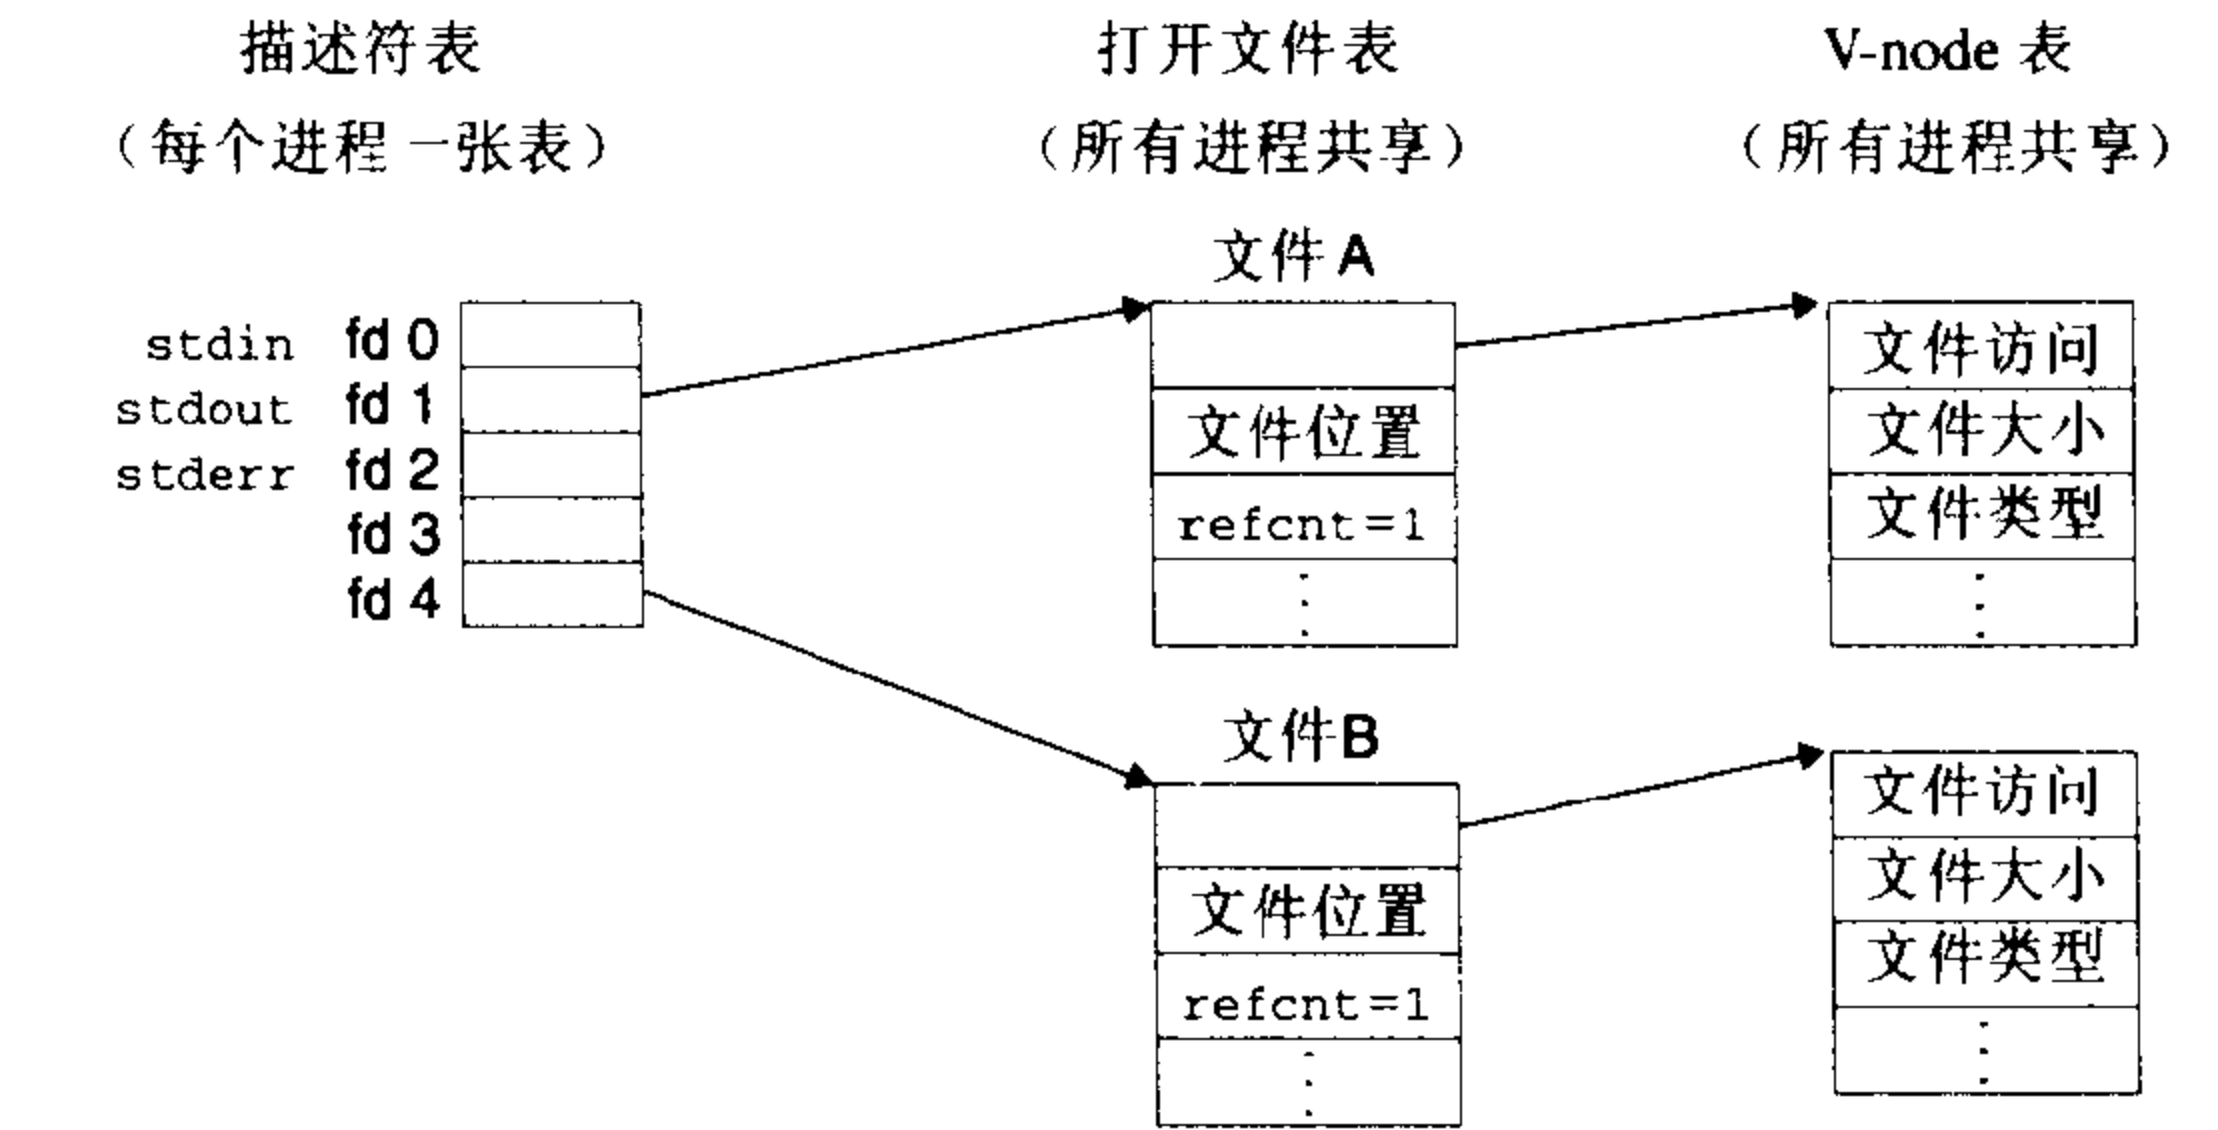 描述符表
（每个进程一张表）
打开文件表
（所有进程共享）
V-node 表
（所有进程共享）
stdin fd 0
stdout fd 1
stderr fd 2
fd 3
fd 4
文件 A
文件位置
refcnt=1
文件访问
文件大小
文件类型
文件B
文件位置
refcnt=1
文件访问
文件大小
文件类型